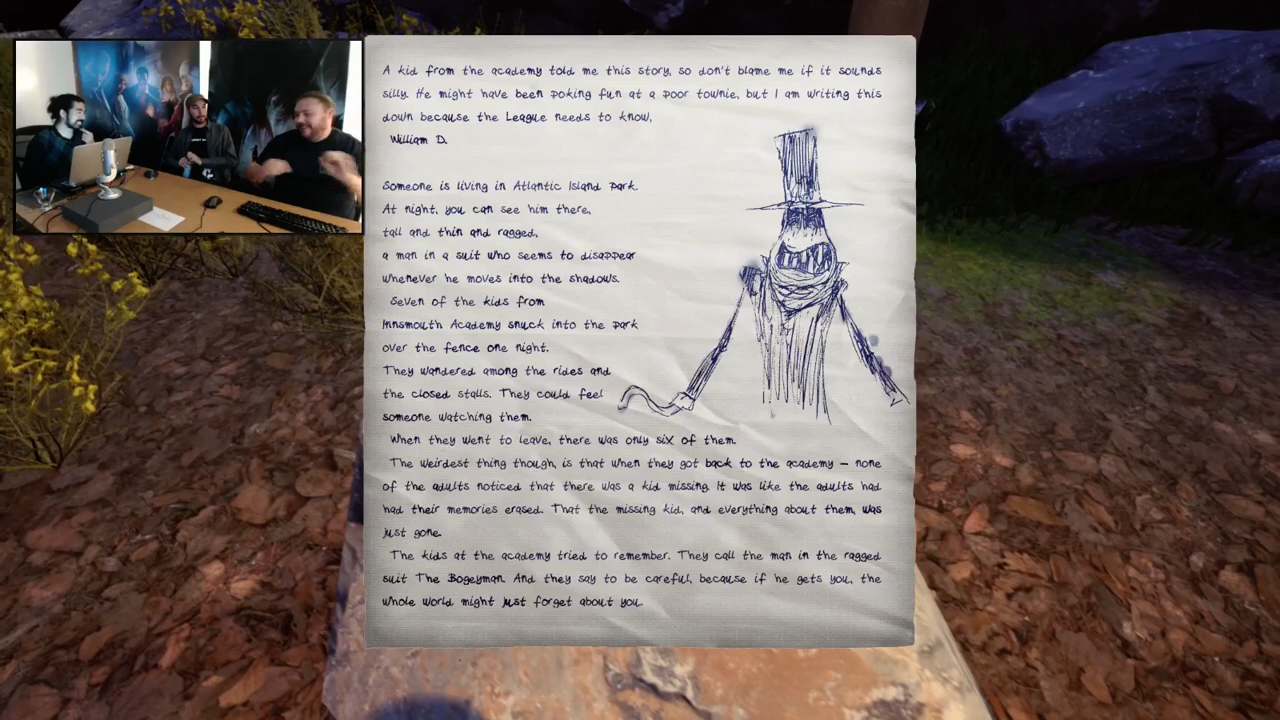 A kid from the academy told me this story, so don't blame me if it sounds
silly. He might have been poking fun at a poor townie, but I am writing this
down because the League needs to know.
William D.
Someone is living in Atlantic Island Park.
At night, you can see him there,
tall and thin and ragged,
a man in a suit who seems to disappear
whenever he moves into the shadows.
Seven of the kids from
Innsmouth Academy snuck into the park
over the fence one night.
They wandered among the rides and
the closed stalls. They could feel
someone watching them.
When they went to leave, there was only six of them.
The weirdest thing though, is that when they got back to the academy – none
of the adults noticed that there was a kid missing. It was like the adults had
had their memories erased. That the missing kid, and everything about them, was
just gone.
The kids at the academy tried to remember. They call the man in the ragged
suit The Bogeyman. And they say to be careful, because if he gets you, the
whole world might just forget about you.